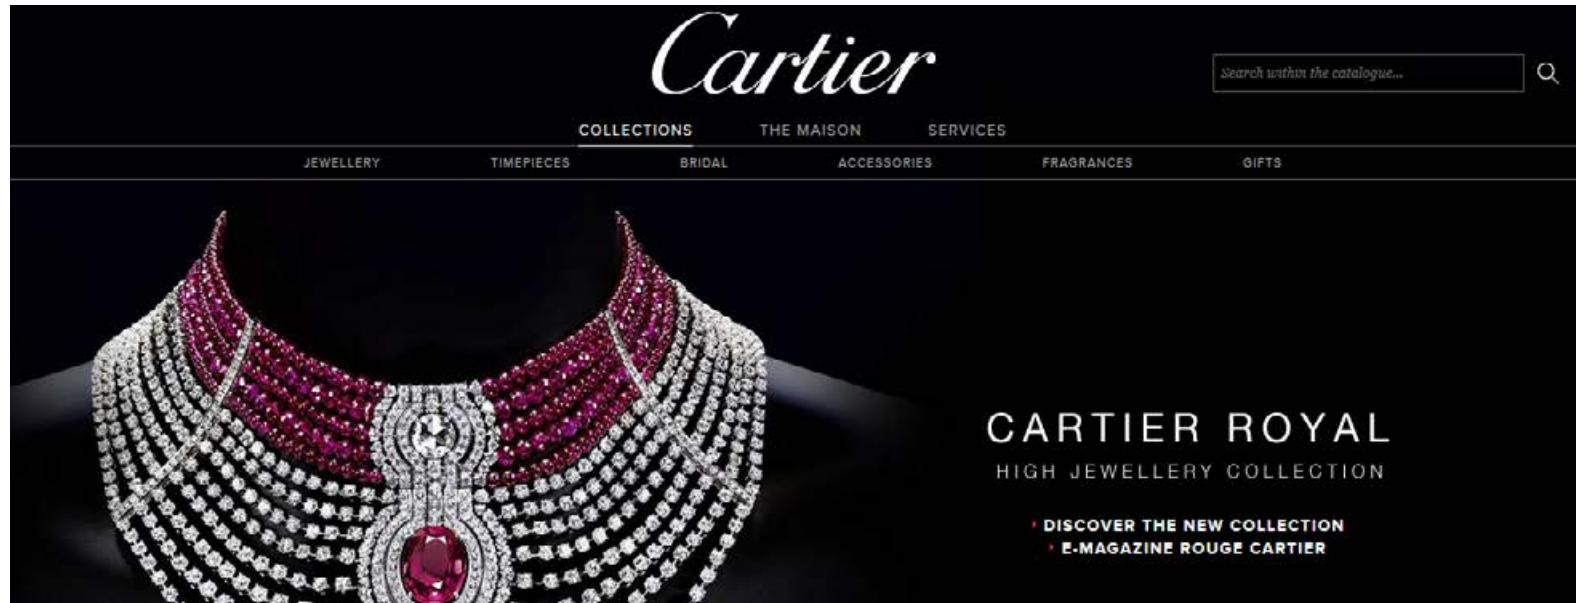 Cartier
Search within the catalogue...
COLLECTIONS THE MAISON SERVICES
JEWELLERY TIMEPIECES BRIDAL ACCESSORIES FRAGRANCES GIFTS
CARTIER ROYAL
HIGH JEWELLERY COLLECTION
DISCOVER THE NEW COLLECTION
E-MAGAZINE ROUGE CARTIER